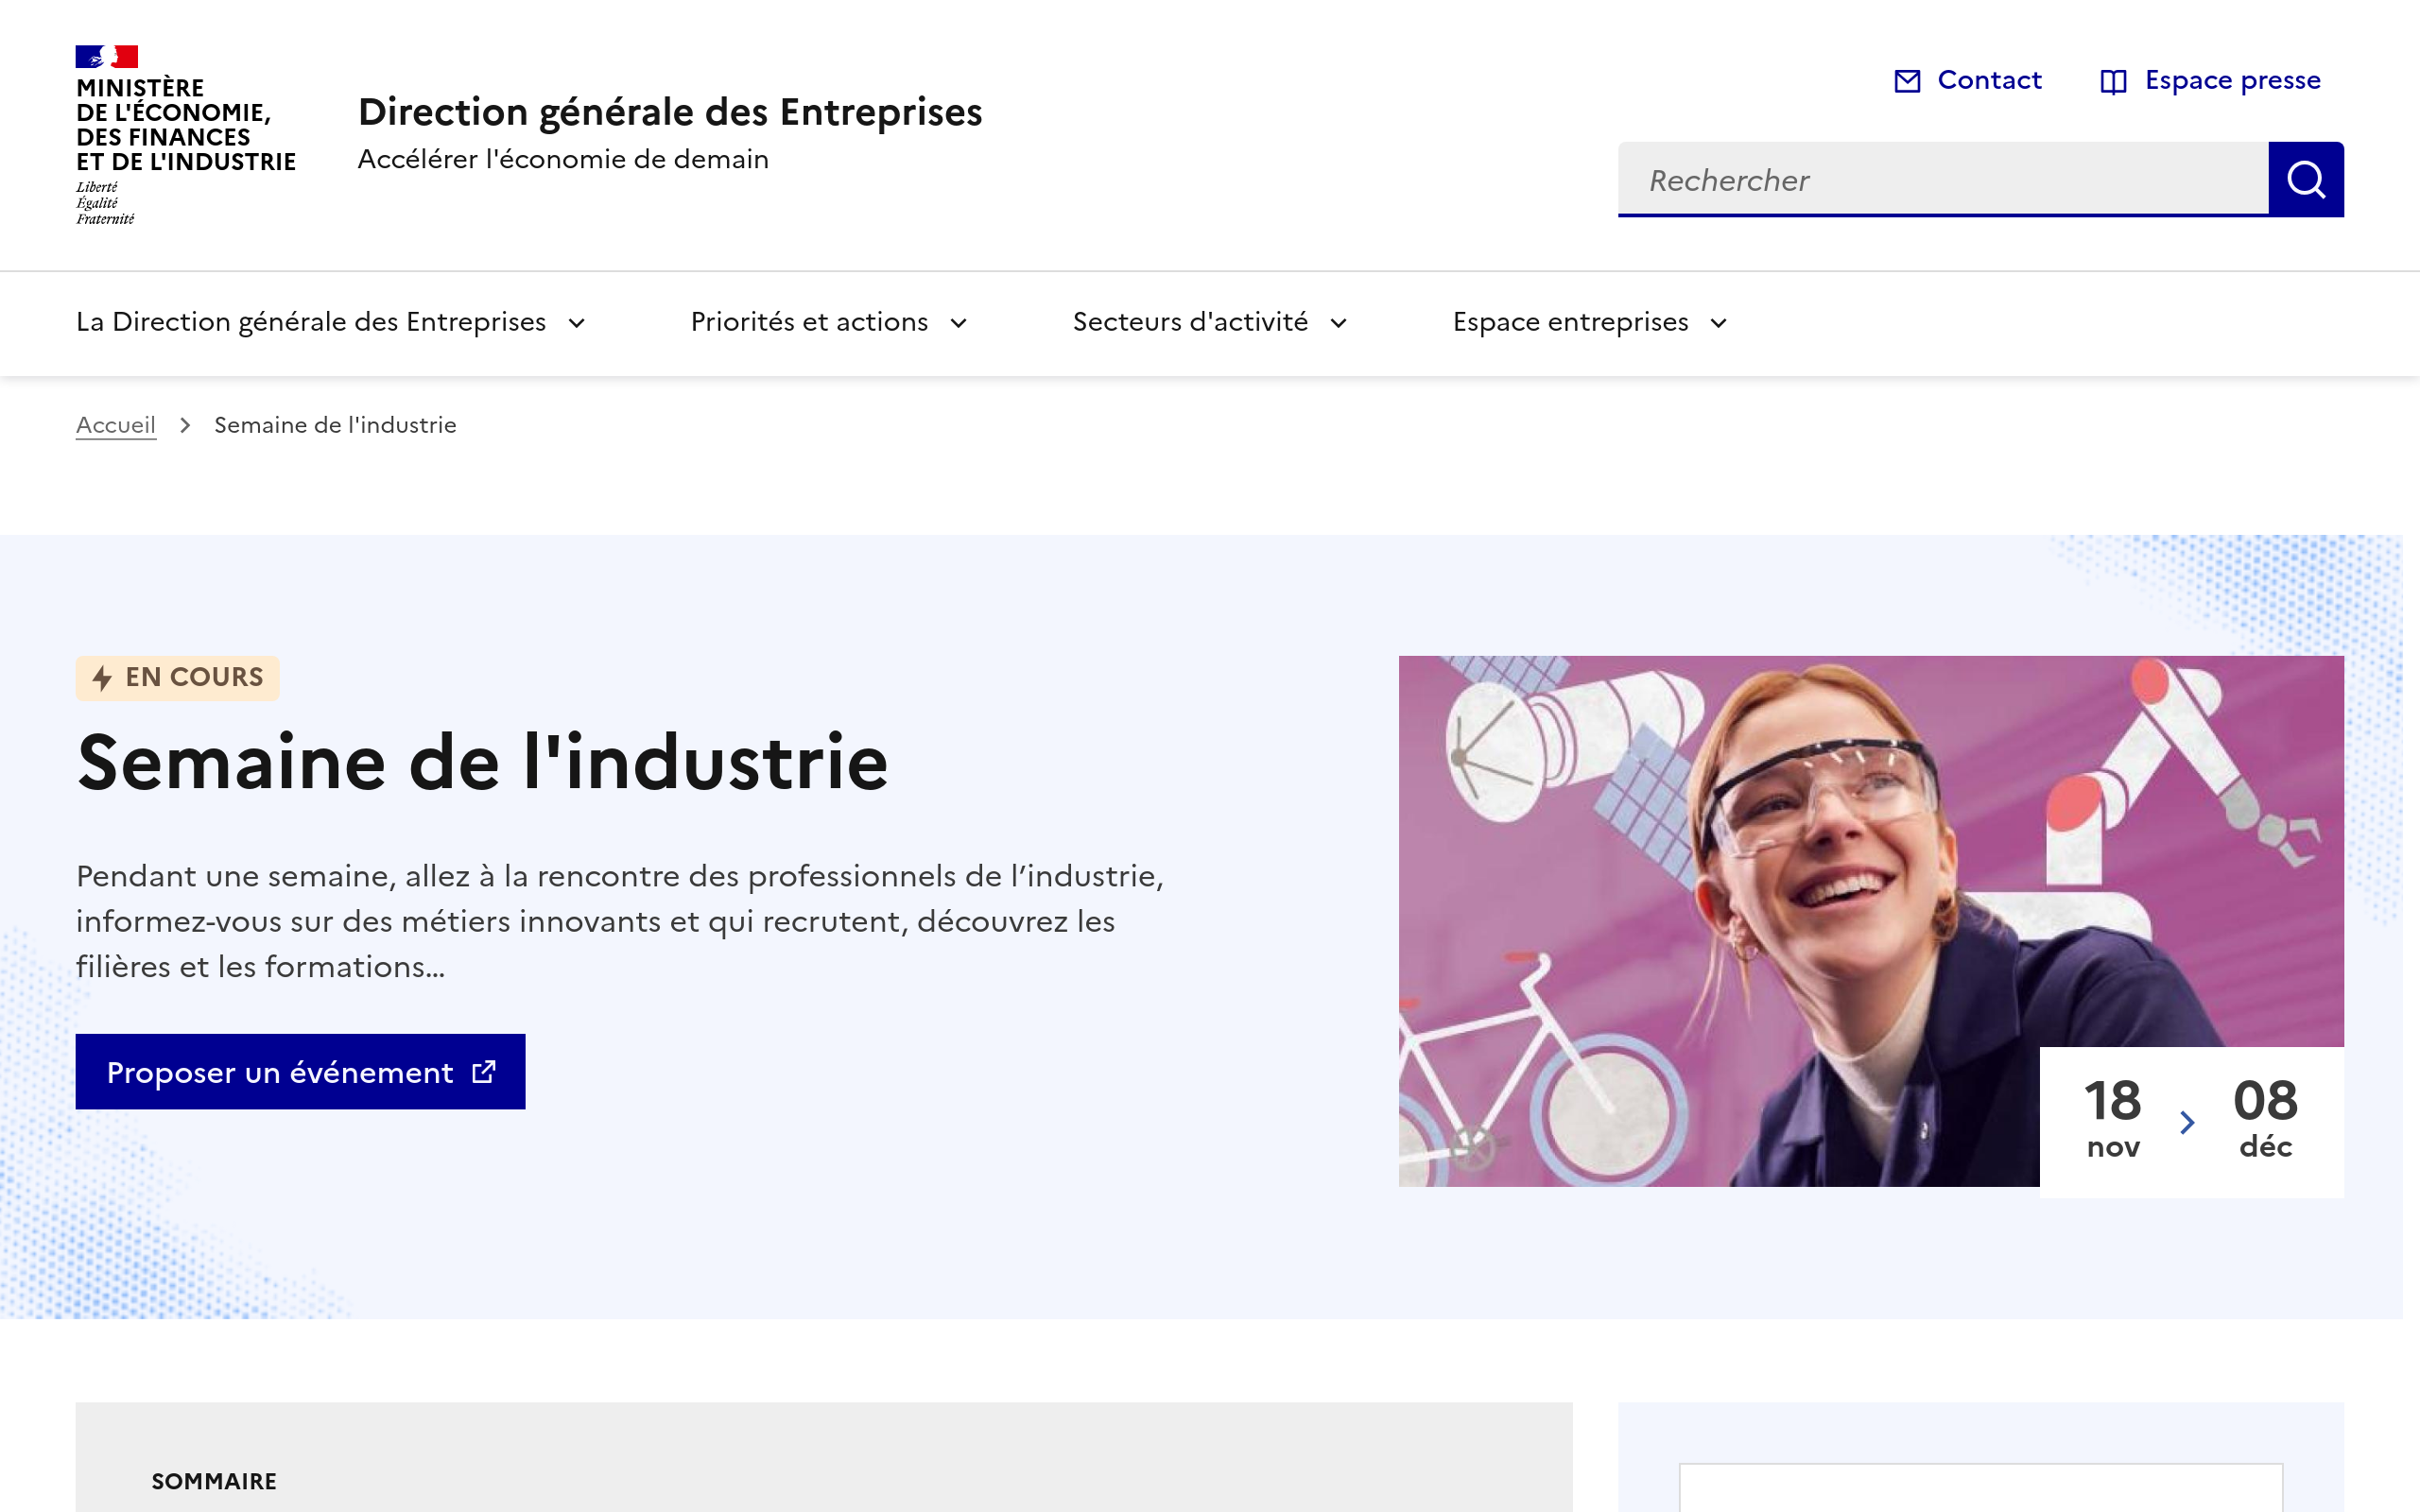 MINISTÈRE
DE L'ÉCONOMIE,
DES FINANCES
ET DE L'INDUSTRIE
Liberté
Égalité
Fraternité
Direction générale des Entreprises
Accélérer l'économie de demain
Contact
Espace presse
Rechercher
La Direction générale des Entreprises
Priorités et actions
Secteurs d'activité
Espace entreprises
Accueil
Semaine de l'industrie
EN COURS
Semaine de l'industrie
Pendant une semaine, allez à la rencontre des professionnels de l’industrie,
informez-vous sur des métiers innovants et qui recrutent, découvrez les
filières et les formations…
Proposer un événement
18
nov
08
déc
SOMMAIRE